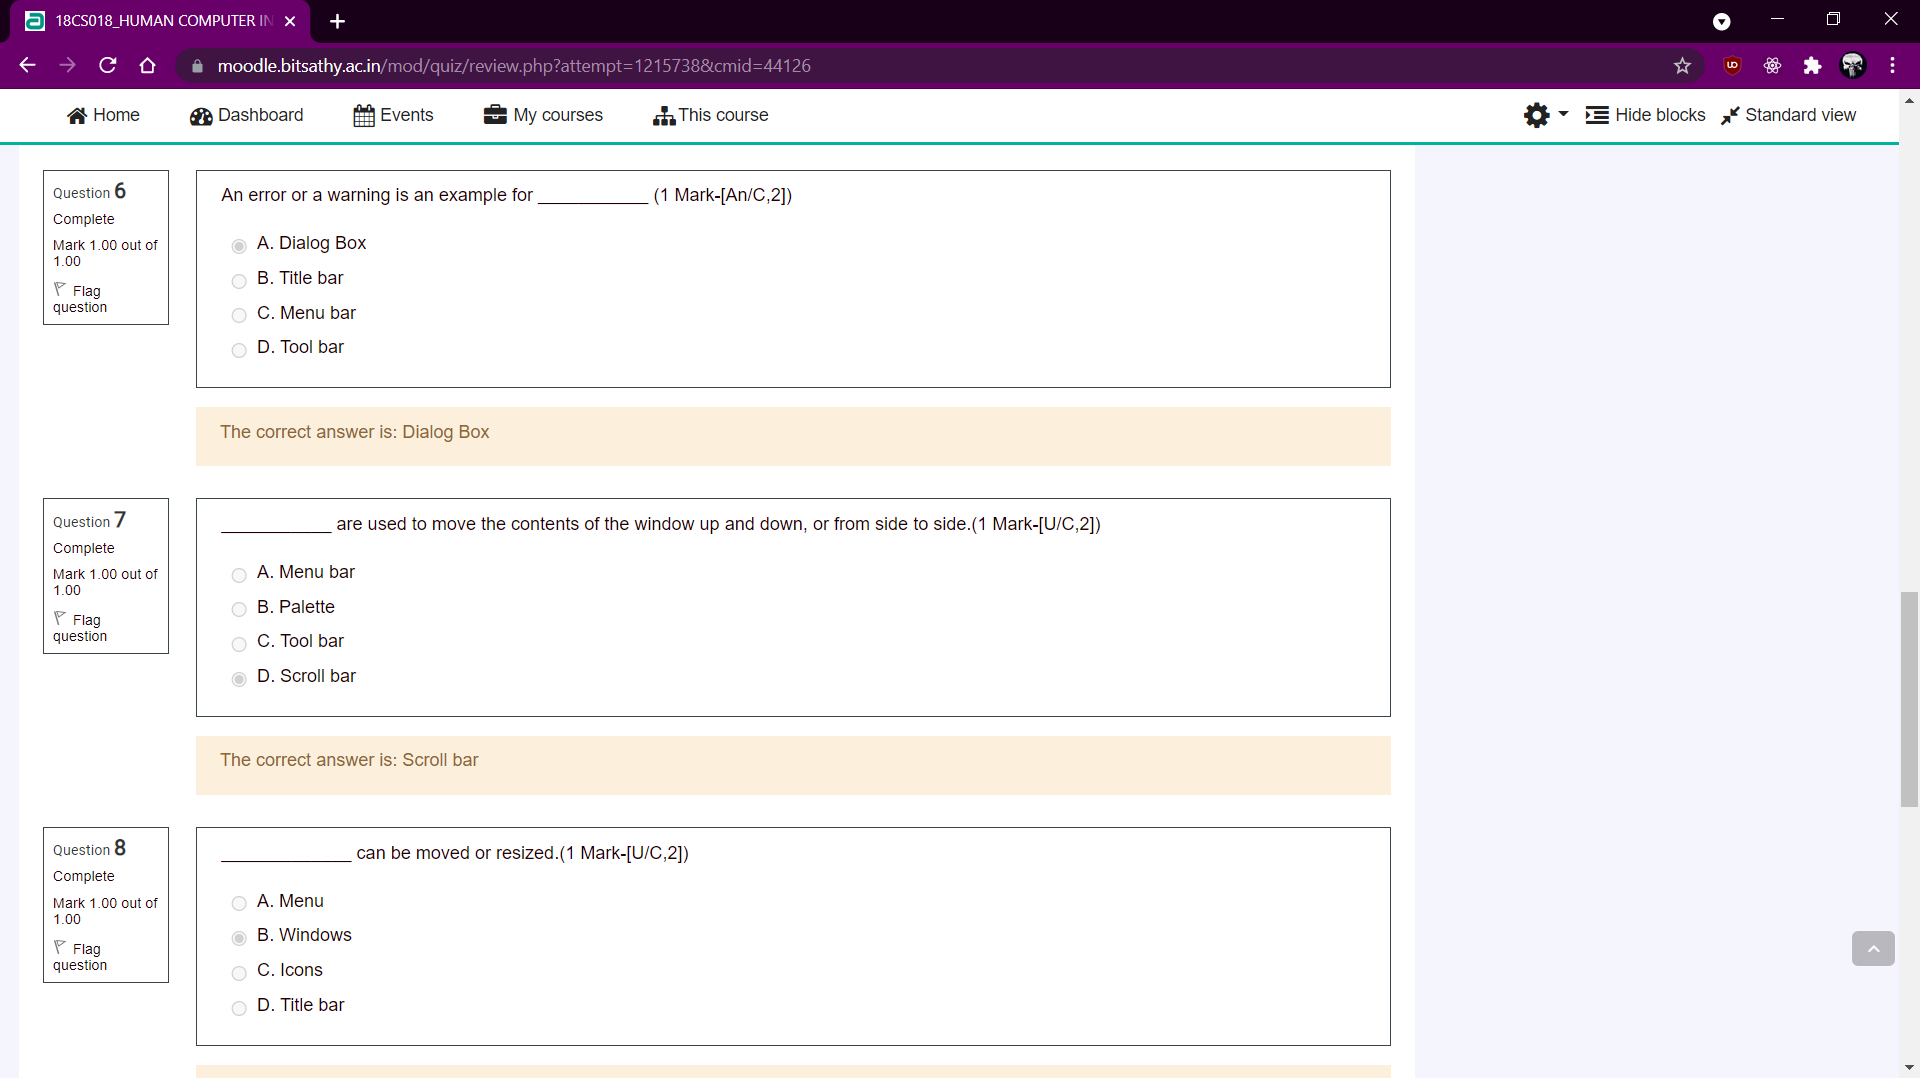 18CS018_HUMAN COMPUTER IN
moodle.bitsathy.ac.in/mod/quiz/review.php?attempt=1215738&cmid=44126
Home Dashboard Events My courses This course Hide blocks Standard view
Question 6
Complete
Mark 1.00 out of
1.00
Flag
question
An error or a warning is an example for ___________ (1 Mark-[An/C,2])
A. Dialog Box
B. Title bar
C. Menu bar
D. Tool bar
The correct answer is: Dialog Box
Question 7
Complete
Mark 1.00 out of
1.00
Flag
question
___________ are used to move the contents of the window up and down, or from side to side.(1 Mark-[U/C,2])
A. Menu bar
B. Palette
C. Tool bar
D. Scroll bar
The correct answer is: Scroll bar
Question 8
Complete
Mark 1.00 out of
1.00
Flag
question
_____________ can be moved or resized.(1 Mark-[U/C,2])
A. Menu
B. Windows
C. Icons
D. Title bar